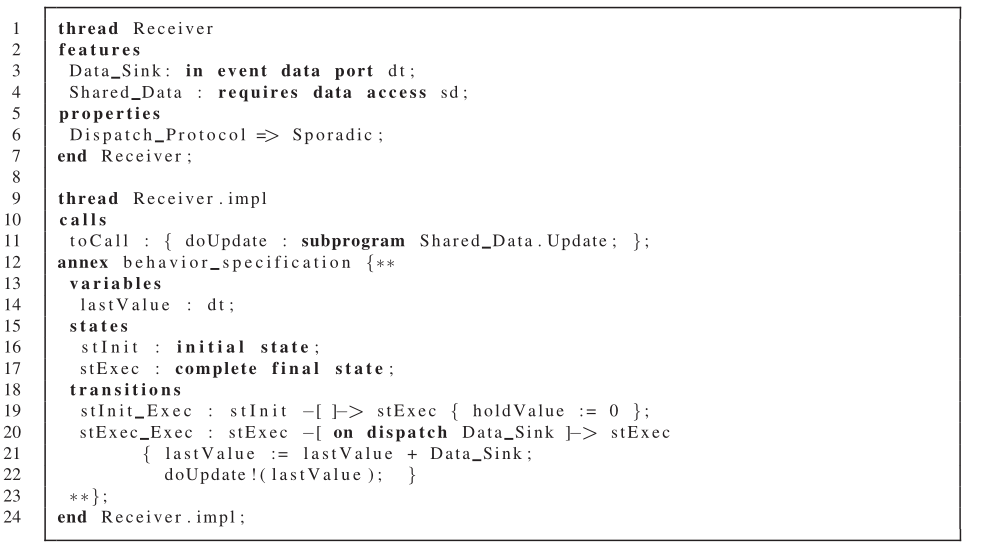 1 thread Receiver
2 features
3 Data_Sink: in event data port dt;
4 Shared_Data : requires data access sd;
5 properties
6 Dispatch_Protocol => Sporadic;
7 end Receiver;
8
9 thread Receiver.impl
10 calls
11 toCall : { doUpdate : subprogram Shared_Data.Update; };
12 annex behavior_specification {**
13 variables
14 lastValue : dt;
15 states
16 stInit : initial state;
17 stExec : complete final state;
18 transitions
19 stInit_Exec : stInit -[ ]-> stExec { holdValue := 0 };
20 stExec_Exec : stExec -[ on dispatch Data_Sink ]-> stExec
21 { lastValue := lastValue + Data_Sink;
22 doUpdate!(lastValue); }
23 **};
24 end Receiver.impl;